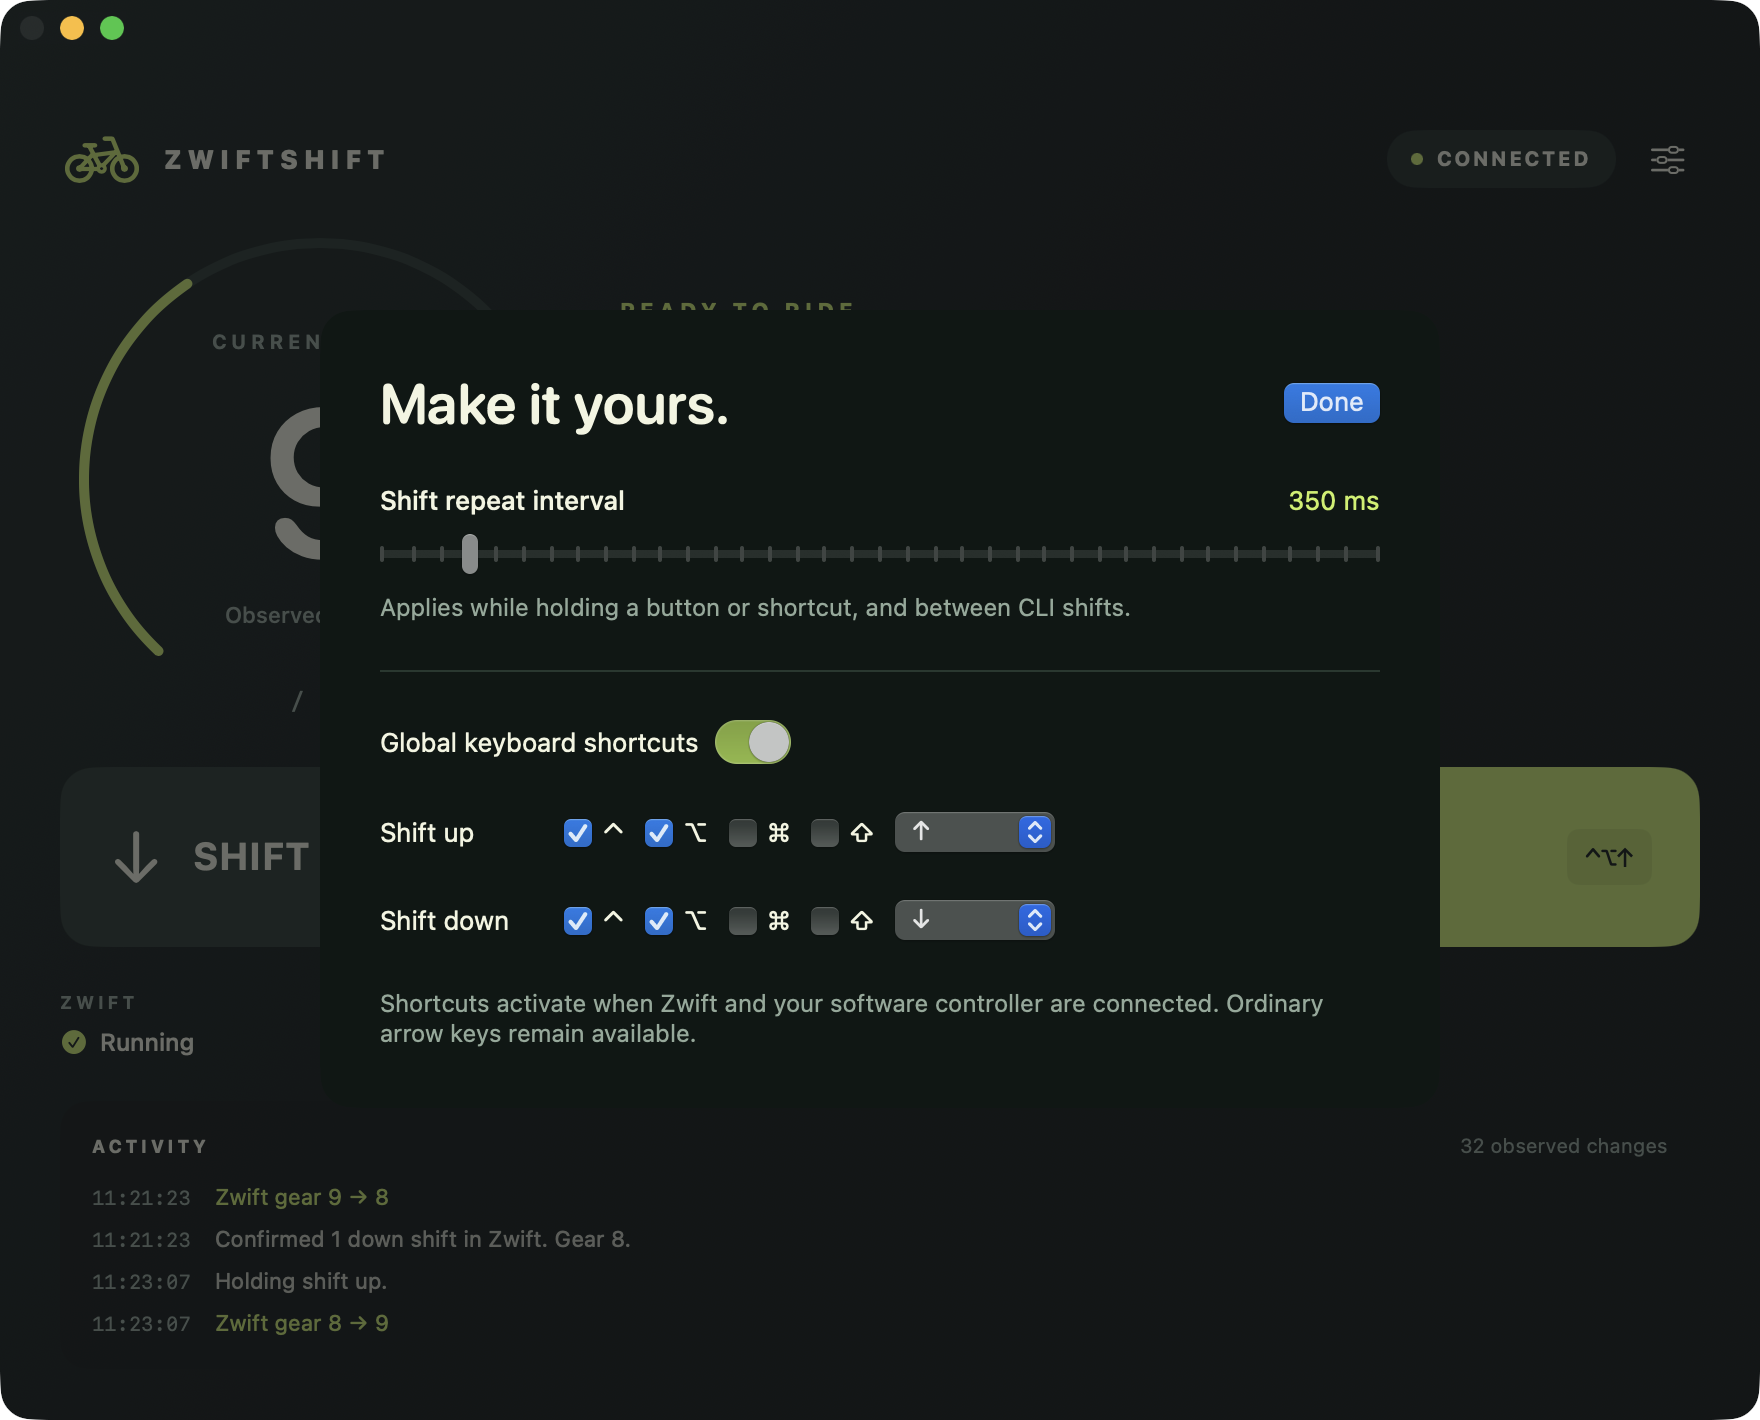 ZWIFTSHIFT
CONNECTED
CURREN
Make it yours.
Done
Shift repeat interval
350 ms
Applies while holding a button or shortcut, and between CLI shifts.
Observed
/
Global keyboard shortcuts
Shift up ^ ⌥ ⌘ ⇧ ↑
Shift down ^ ⌥ ⌘ ⇧ ↓
↓ SHIFT
^⌥↑
Shortcuts activate when Zwift and your software controller are connected. Ordinary
arrow keys remain available.
ZWIFT
Running
ACTIVITY
32 observed changes
11:21:23 Zwift gear 9 → 8
11:21:23 Confirmed 1 down shift in Zwift. Gear 8.
11:23:07 Holding shift up.
11:23:07 Zwift gear 8 → 9